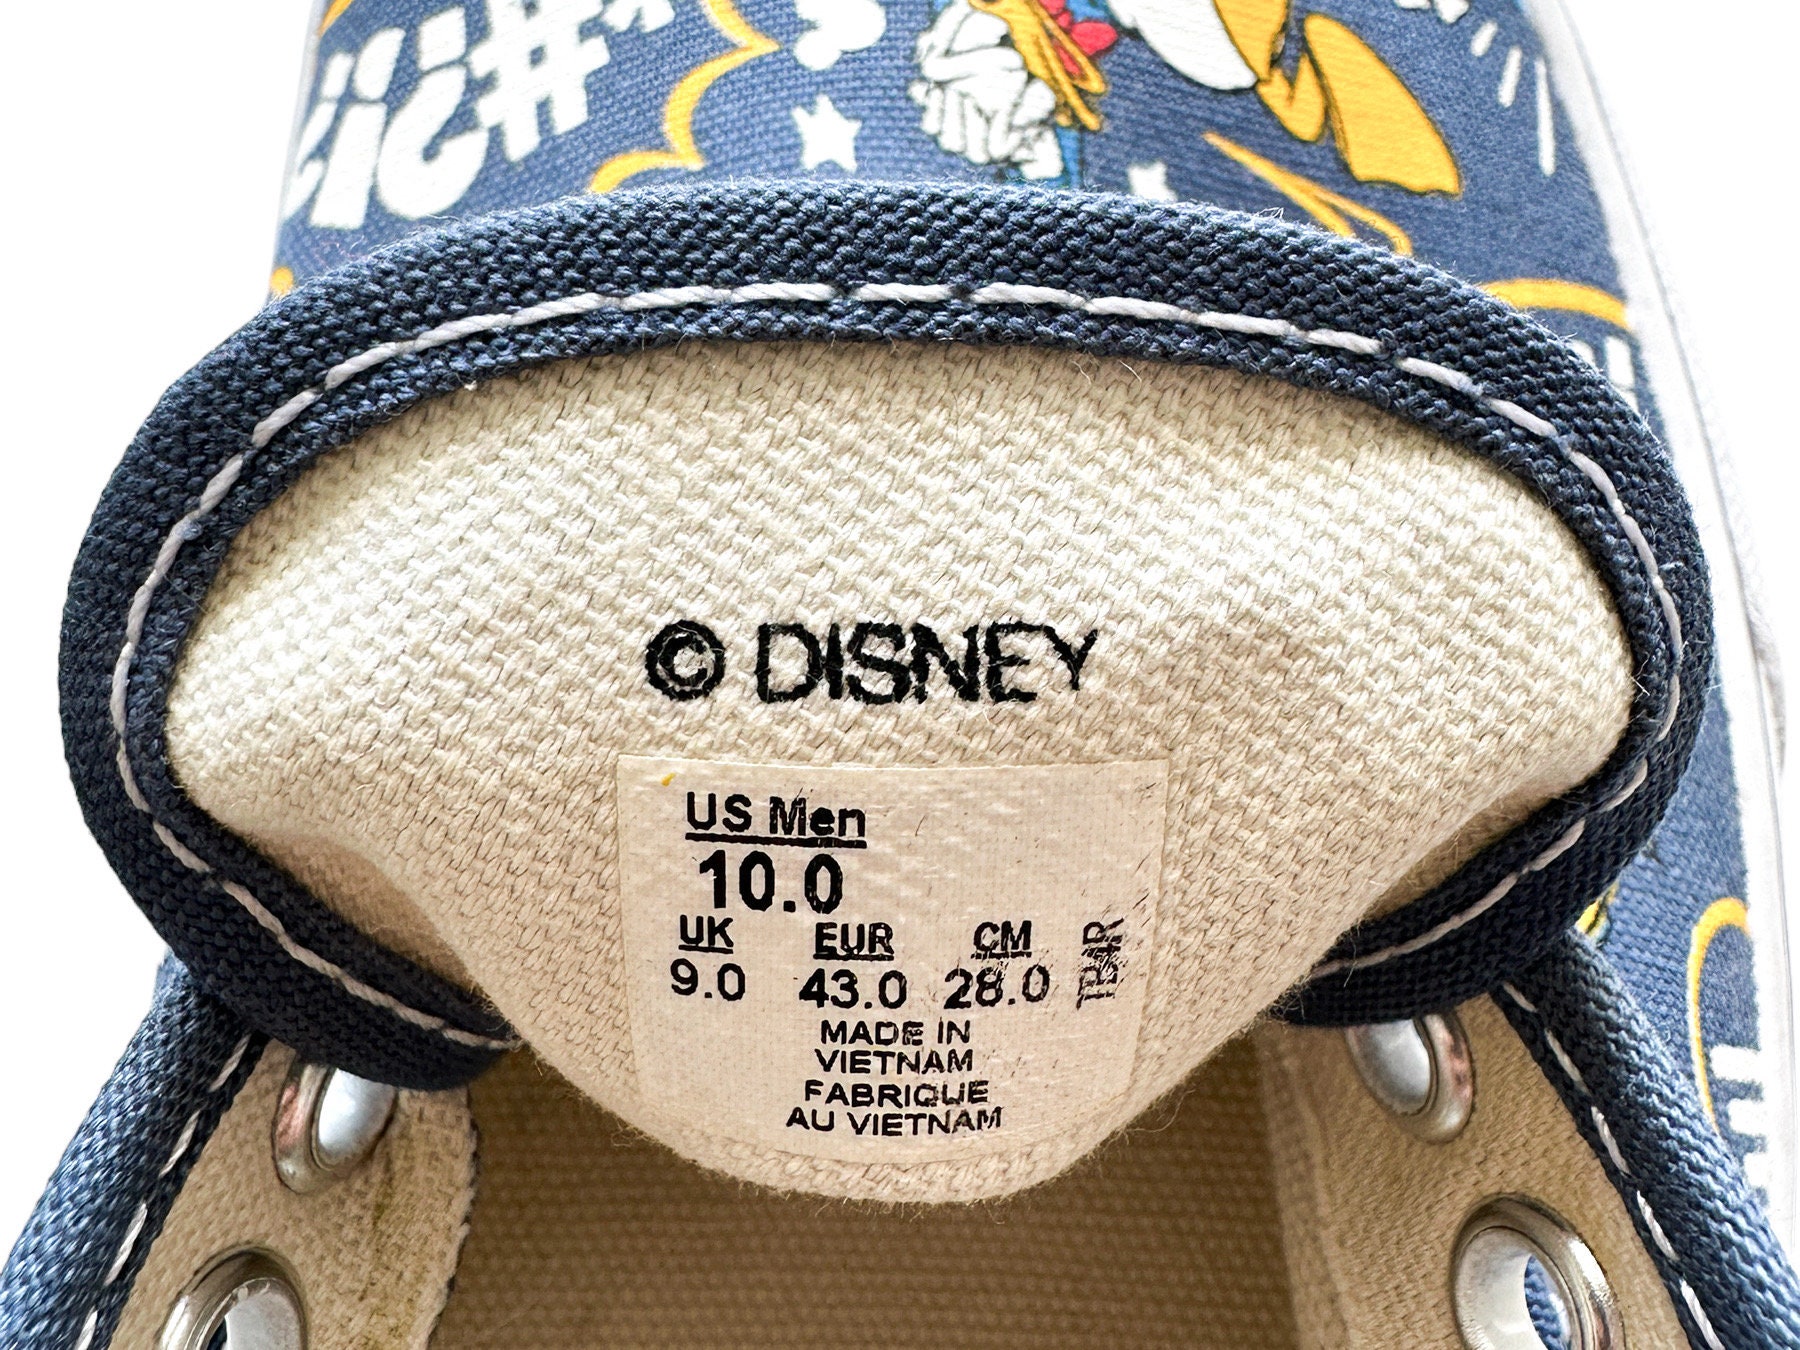 © DISNEY
US Men
10.0
UK EUR CM
9.0 43.0 28.0
MADE IN
VIETNAM
FABRIQUE
AU VIETNAM